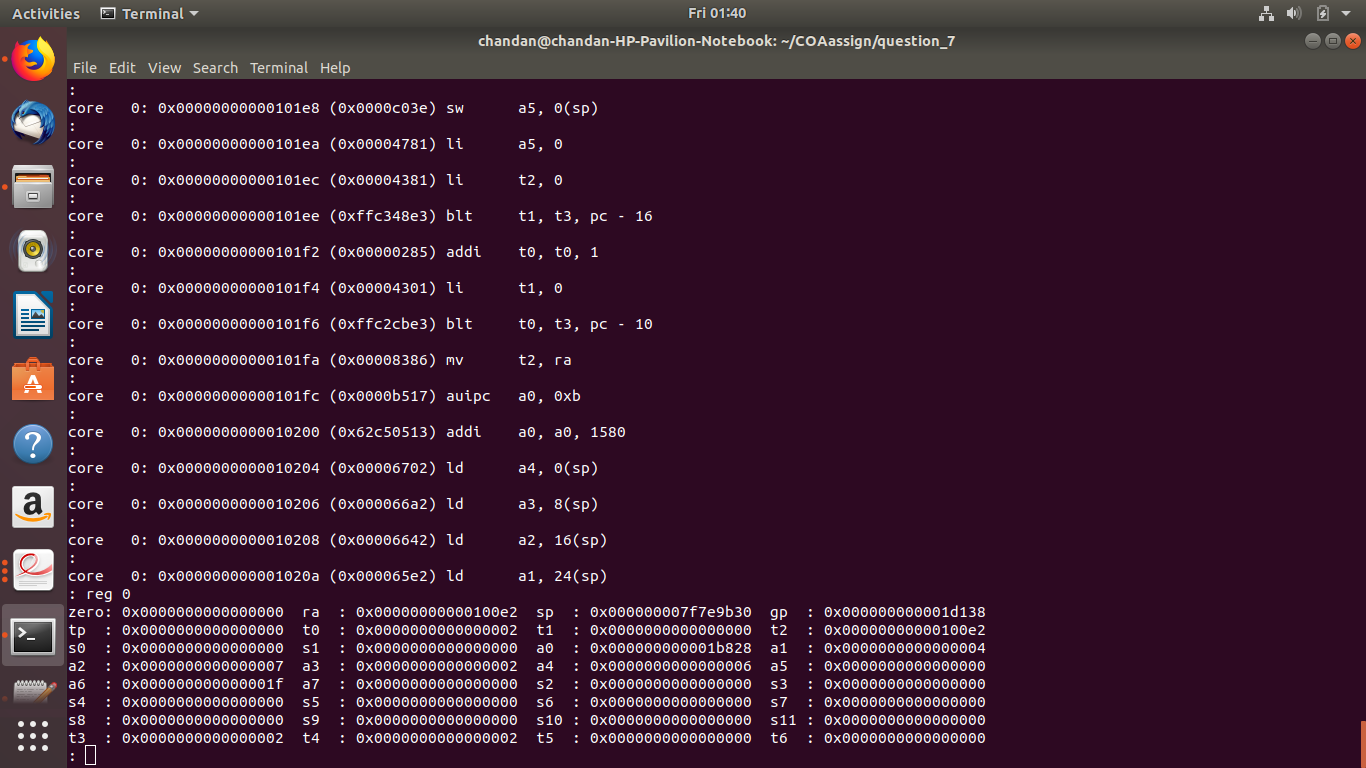 Activities Terminal Fri 01:40
chandan@chandan-HP-Pavilion-Notebook: ~/COAassign/question_7
File Edit View Search Terminal Help
:
core   0: 0x00000000000101e8 (0x0000c03e) sw      a5, 0(sp)
:
core   0: 0x00000000000101ea (0x00004781) li      a5, 0
:
core   0: 0x00000000000101ec (0x00004381) li      t2, 0
:
core   0: 0x00000000000101ee (0xffc348e3) blt     t1, t3, pc - 16
:
core   0: 0x00000000000101f2 (0x00000285) addi    t0, t0, 1
:
core   0: 0x00000000000101f4 (0x00004301) li      t1, 0
:
core   0: 0x00000000000101f6 (0xffc2cbe3) blt     t0, t3, pc - 10
:
core   0: 0x00000000000101fa (0x00008386) mv      t2, ra
:
core   0: 0x00000000000101fc (0x0000b517) auipc   a0, 0xb
:
core   0: 0x0000000000010200 (0x62c50513) addi    a0, a0, 1580
:
core   0: 0x0000000000010204 (0x00006702) ld      a4, 0(sp)
:
core   0: 0x0000000000010206 (0x000066a2) ld      a3, 8(sp)
:
core   0: 0x0000000000010208 (0x00006642) ld      a2, 16(sp)
:
core   0: 0x000000000001020a (0x000065e2) ld      a1, 24(sp)
: reg 0
zero: 0x0000000000000000  ra  : 0x00000000000100e2  sp  : 0x000000007f7e9b30  gp  : 0x000000000001d138
tp  : 0x0000000000000000  t0  : 0x0000000000000002  t1  : 0x0000000000000000  t2  : 0x00000000000100e2
s0  : 0x0000000000000000  s1  : 0x0000000000000000  a0  : 0x000000000001b828  a1  : 0x0000000000000004
a2  : 0x0000000000000007  a3  : 0x0000000000000002  a4  : 0x0000000000000006  a5  : 0x0000000000000000
a6  : 0x000000000000001f  a7  : 0x0000000000000000  s2  : 0x0000000000000000  s3  : 0x0000000000000000
s4  : 0x0000000000000000  s5  : 0x0000000000000000  s6  : 0x0000000000000000  s7  : 0x0000000000000000
s8  : 0x0000000000000000  s9  : 0x0000000000000000  s10 : 0x0000000000000000  s11 : 0x0000000000000000
t3  : 0x0000000000000002  t4  : 0x0000000000000002  t5  : 0x0000000000000000  t6  : 0x0000000000000000
: